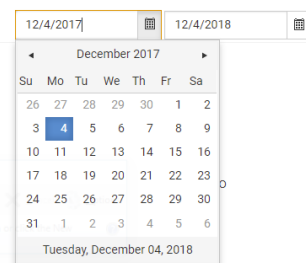 12/4/2017 12/4/2018
December 2017
Su Mo Tu We Th Fr Sa
26 27 28 29 30 1 2
3 4 5 6 7 8 9
10 11 12 13 14 15 16
17 18 19 20 21 22 23
24 25 26 27 28 29 30
31 1 2 3 4 5 6
Tuesday, December 04, 2018